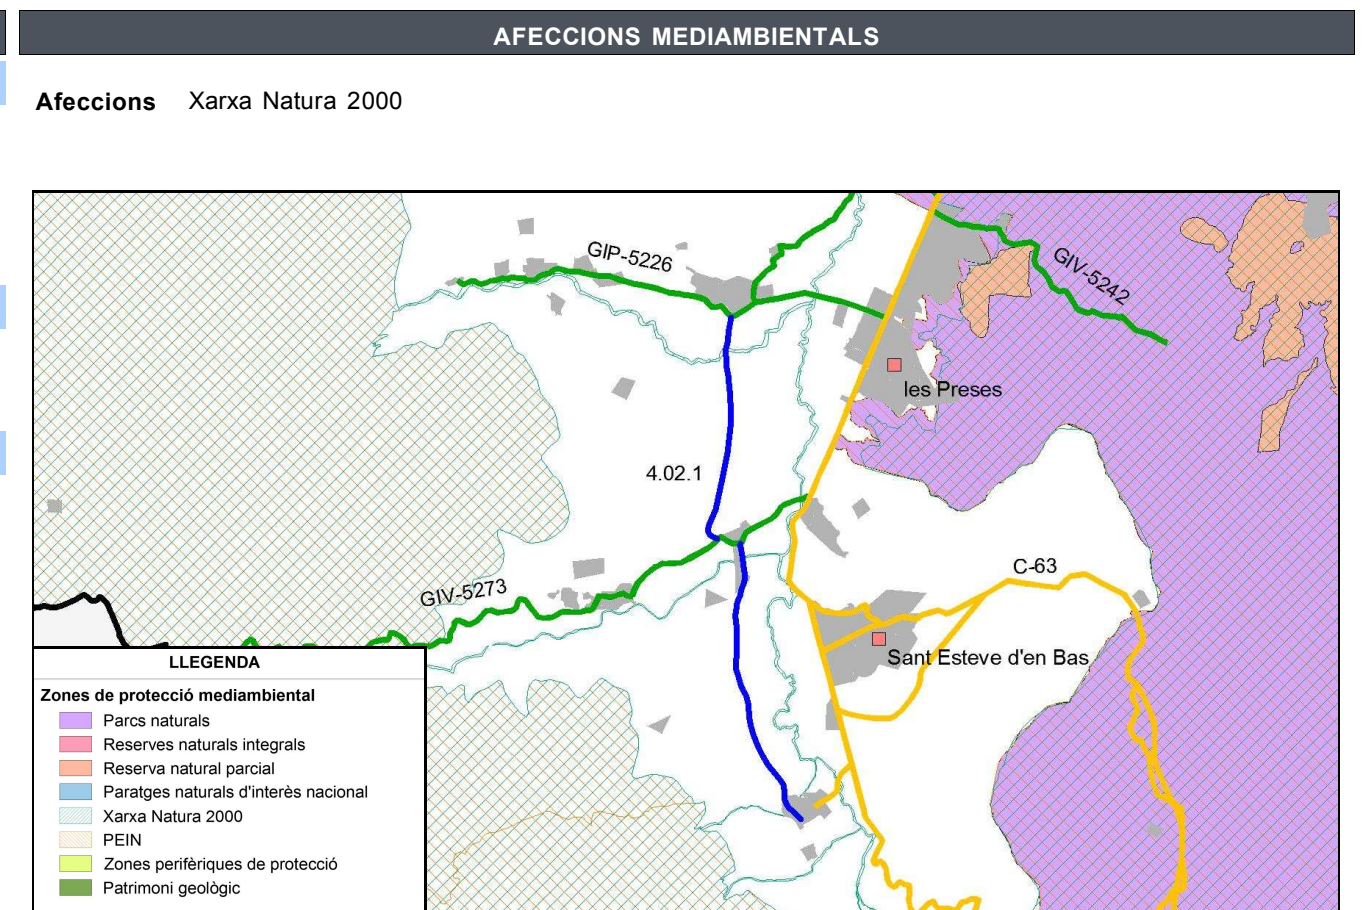 AFECCIONS MEDIAMBIENTALS
Afeccions Xarxa Natura 2000
GIP-5226
GIV-5242
les Preses
4.02.1
C-63
GIV-5273
Sant Esteve d'en Bas
LLEGENDA
Zones de protecció mediambiental
Parcs naturals
Reserves naturals integrals
Reserva natural parcial
Paratges naturals d'interès nacional
Xarxa Natura 2000
PEIN
Zones perifèriques de protecció
Patrimoni geològic